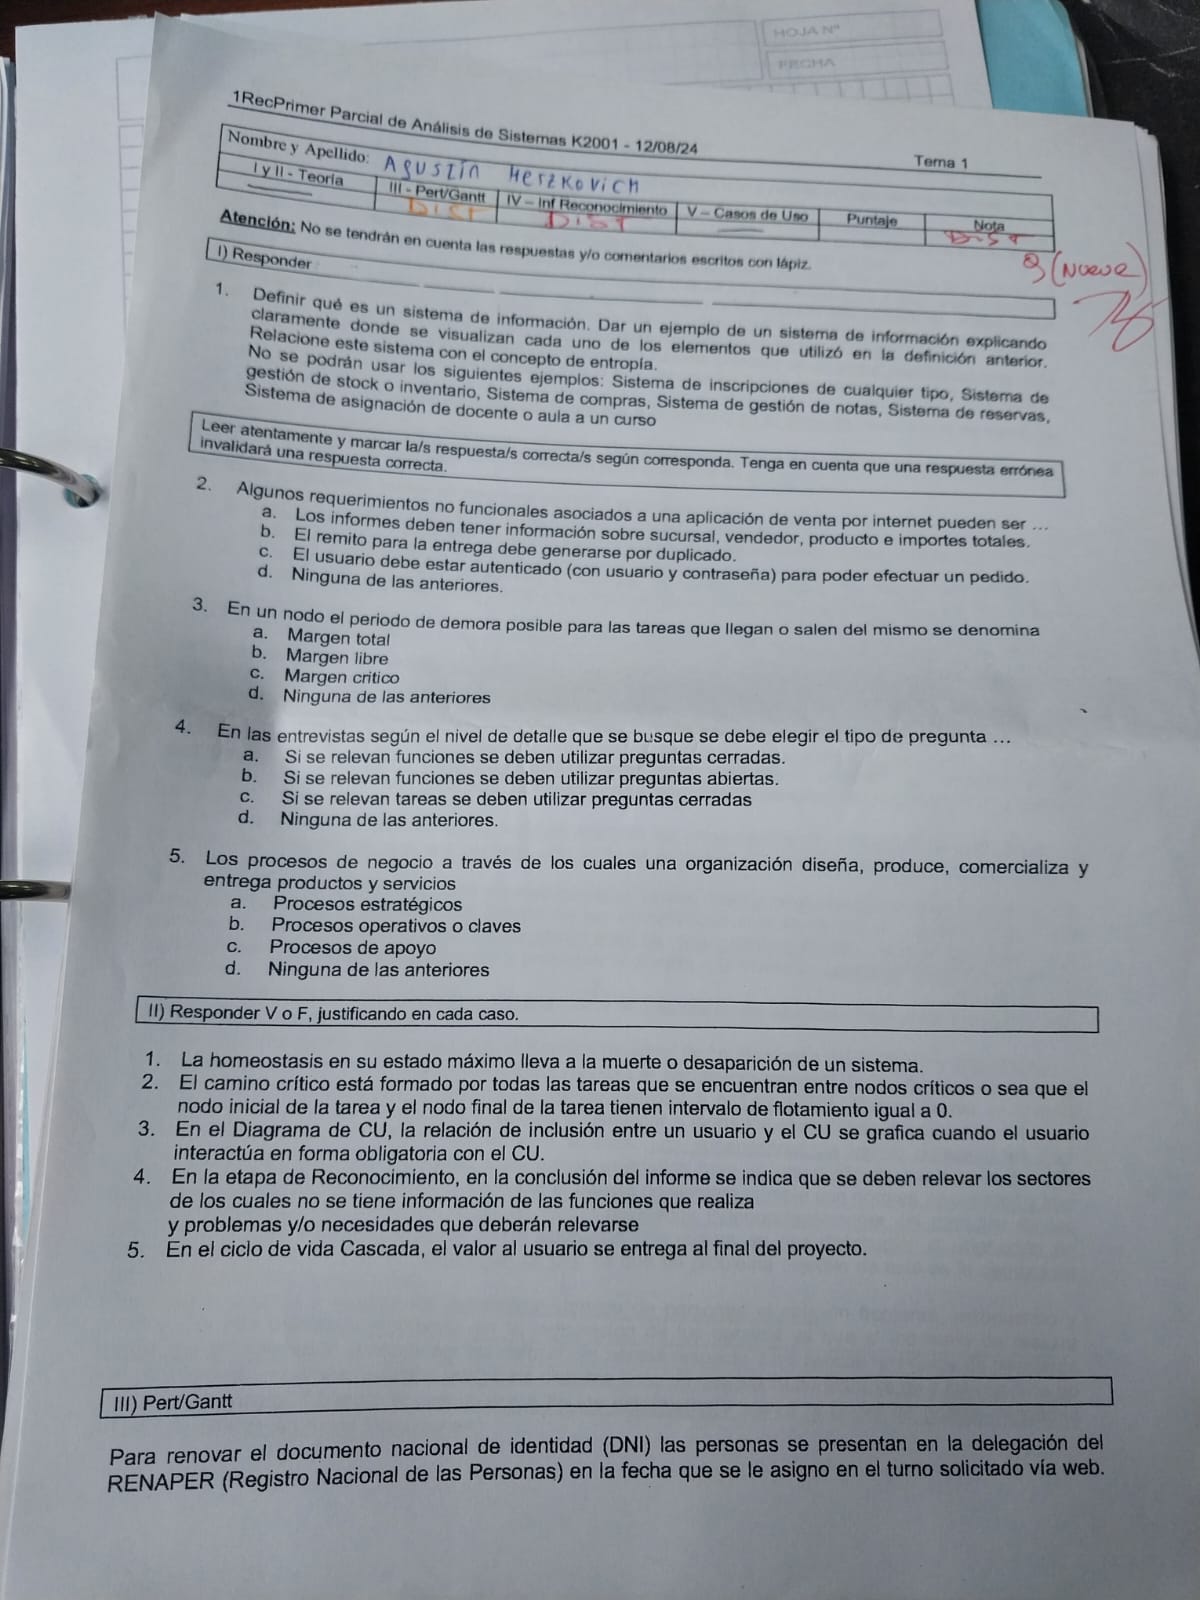 HOJA Nº
FECHA
1RecPrimer Parcial de Análisis de Sistemas K2001 - 12/08/24
Tema 1
Nombre y Apellido: Agustín Herzkovich
I y II - Teoría III - Pert/Gantt IV – Inf Reconocimiento V – Casos de Uso Puntaje Nota
DIST DIST DIST
9 (Nueve)
Atención: No se tendrán en cuenta las respuestas y/o comentarios escritos con lápiz.
I) Responder
1. Definir qué es un sistema de información. Dar un ejemplo de un sistema de información explicando
claramente donde se visualizan cada uno de los elementos que utilizó en la definición anterior.
Relacione este sistema con el concepto de entropía.
No se podrán usar los siguientes ejemplos: Sistema de inscripciones de cualquier tipo, Sistema de
gestión de stock o inventario, Sistema de compras, Sistema de gestión de notas, Sistema de reservas,
Sistema de asignación de docente o aula a un curso
Leer atentamente y marcar la/s respuesta/s correcta/s según corresponda. Tenga en cuenta que una respuesta errónea
invalidará una respuesta correcta.
2. Algunos requerimientos no funcionales asociados a una aplicación de venta por internet pueden ser ...
a. Los informes deben tener información sobre sucursal, vendedor, producto e importes totales.
b. El remito para la entrega debe generarse por duplicado.
c. El usuario debe estar autenticado (con usuario y contraseña) para poder efectuar un pedido.
d. Ninguna de las anteriores.
3. En un nodo el periodo de demora posible para las tareas que llegan o salen del mismo se denomina
a. Margen total
b. Margen libre
c. Margen critico
d. Ninguna de las anteriores
4. En las entrevistas según el nivel de detalle que se busque se debe elegir el tipo de pregunta ...
a. Si se relevan funciones se deben utilizar preguntas cerradas.
b. Si se relevan funciones se deben utilizar preguntas abiertas.
c. Si se relevan tareas se deben utilizar preguntas cerradas
d. Ninguna de las anteriores.
5. Los procesos de negocio a través de los cuales una organización diseña, produce, comercializa y
entrega productos y servicios
a. Procesos estratégicos
b. Procesos operativos o claves
c. Procesos de apoyo
d. Ninguna de las anteriores
II) Responder V o F, justificando en cada caso.
1. La homeostasis en su estado máximo lleva a la muerte o desaparición de un sistema.
2. El camino crítico está formado por todas las tareas que se encuentran entre nodos críticos o sea que el
nodo inicial de la tarea y el nodo final de la tarea tienen intervalo de flotamiento igual a 0.
3. En el Diagrama de CU, la relación de inclusión entre un usuario y el CU se grafica cuando el usuario
interactúa en forma obligatoria con el CU.
4. En la etapa de Reconocimiento, en la conclusión del informe se indica que se deben relevar los sectores
de los cuales no se tiene información de las funciones que realiza
y problemas y/o necesidades que deberán relevarse
5. En el ciclo de vida Cascada, el valor al usuario se entrega al final del proyecto.
III) Pert/Gantt
Para renovar el documento nacional de identidad (DNI) las personas se presentan en la delegación del
RENAPER (Registro Nacional de las Personas) en la fecha que se le asigno en el turno solicitado vía web.